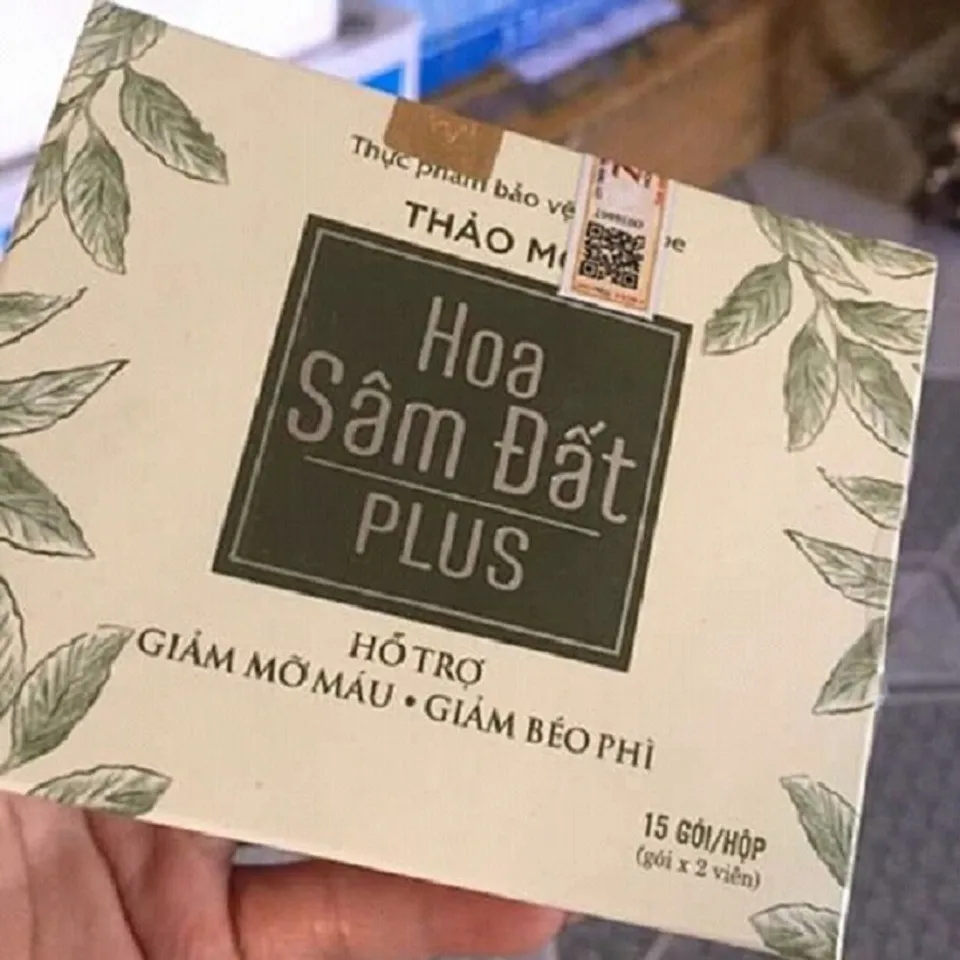 Thực phẩm bảo vệ
THẢO
Hoa
Sâm Đất
PLUS
HỖ TRỢ
GIẢM MỠ MÁU • GIẢM BÉO PHÌ
15 GÓI/HỘP
(gói x 2 viên)